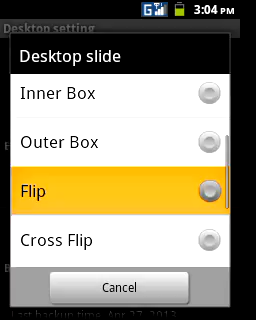 G 3:04 PM
Desktop setting
Desktop slide
Inner Box
Outer Box
Flip
Cross Flip
Cancel
Last backup time, Apr 27, 2013